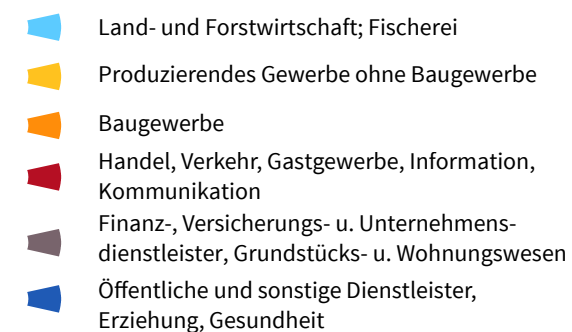 Land- und Forstwirtschaft; Fischerei
Produzierendes Gewerbe ohne Baugewerbe
Baugewerbe
Handel, Verkehr, Gastgewerbe, Information,
Kommunikation
Finanz-, Versicherungs- u. Unternehmens-
dienstleister, Grundstücks- u. Wohnungswesen
Öffentliche und sonstige Dienstleister,
Erziehung, Gesundheit